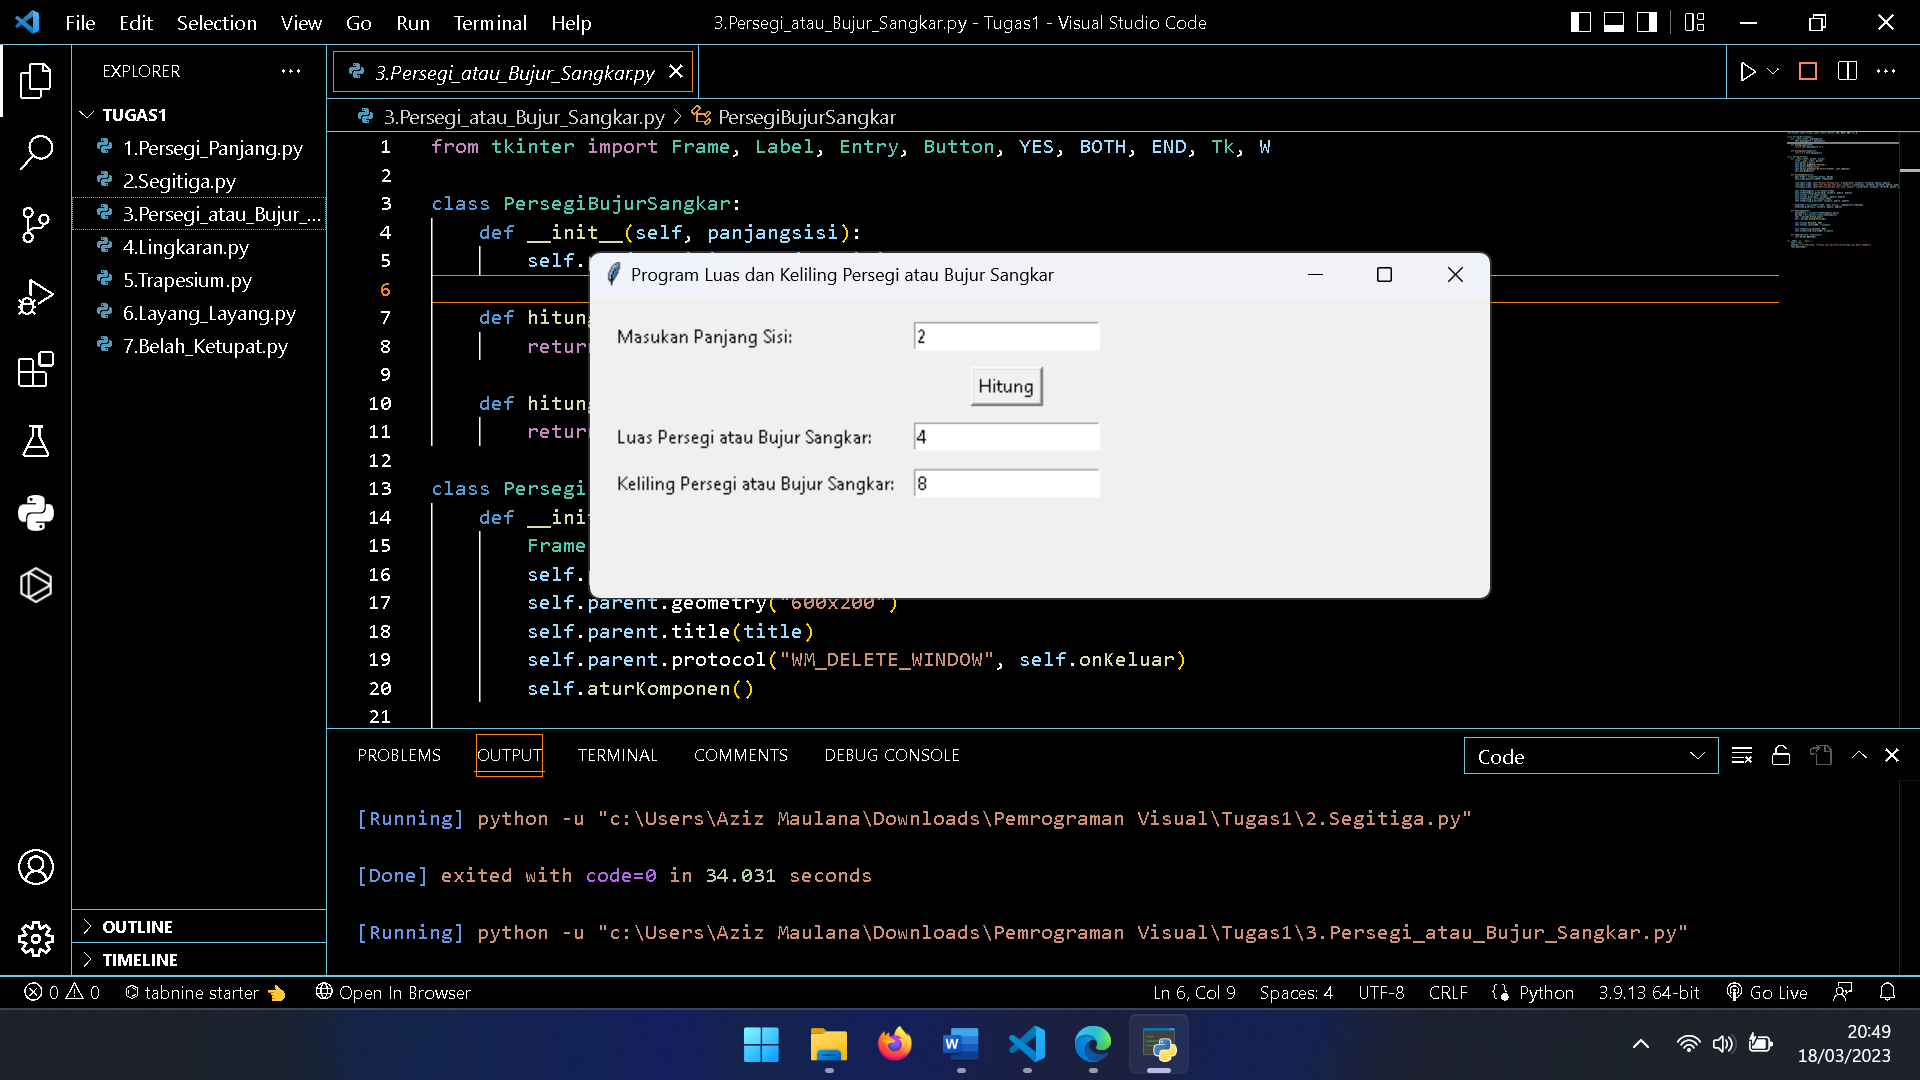 File Edit Selection View Go Run Terminal Help
3.Persegi_atau_Bujur_Sangkar.py - Tugas1 - Visual Studio Code
EXPLORER
TUGAS1
1.Persegi_Panjang.py
2.Segitiga.py
3.Persegi_atau_Bujur_...
4.Lingkaran.py
5.Trapesium.py
6.Layang_Layang.py
7.Belah_Ketupat.py
OUTLINE
TIMELINE
3.Persegi_atau_Bujur_Sangkar.py
3.Persegi_atau_Bujur_Sangkar.py > PersegiBujurSangkar
1 from tkinter import Frame, Label, Entry, Button, YES, BOTH, END, Tk, W
2
3 class PersegiBujurSangkar:
4 def __init__(self, panjangsisi):
5 self.
6
7 def hitun
8 retur
9
10 def hitun
11 retur
12
13 class Persegi
14 def __ini
15 Frame
16 self.
17 self.parent.geometry("600x200")
18 self.parent.title(title)
19 self.parent.protocol("WM_DELETE_WINDOW", self.onKeluar)
20 self.aturKomponen()
21
Program Luas dan Keliling Persegi atau Bujur Sangkar
Masukan Panjang Sisi: 2
Hitung
Luas Persegi atau Bujur Sangkar: 4
Keliling Persegi atau Bujur Sangkar: 8
PROBLEMS OUTPUT TERMINAL COMMENTS DEBUG CONSOLE
Code
[Running] python -u "c:\Users\Aziz Maulana\Downloads\Pemrograman Visual\Tugas1\2.Segitiga.py"
[Done] exited with code=0 in 34.031 seconds
[Running] python -u "c:\Users\Aziz Maulana\Downloads\Pemrograman Visual\Tugas1\3.Persegi_atau_Bujur_Sangkar.py"
0 0 tabnine starter Open In Browser
Ln 6, Col 9 Spaces: 4 UTF-8 CRLF Python 3.9.13 64-bit Go Live
20:49
18/03/2023